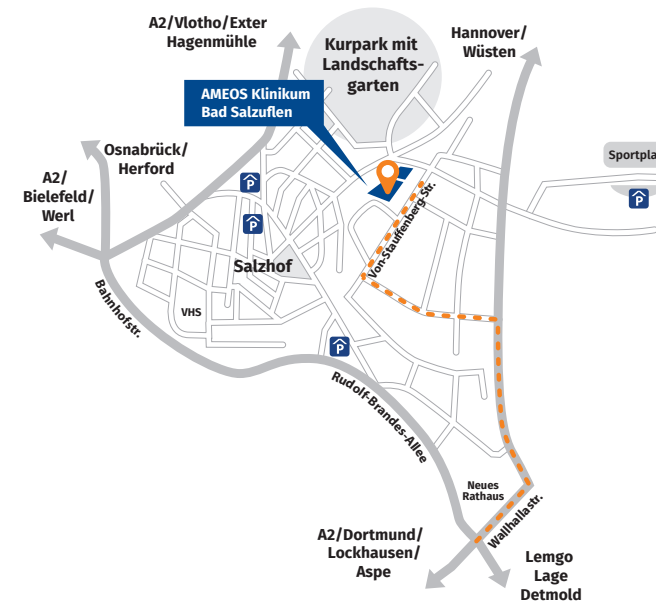 A2/Vlotho/Exter
Hagenmühle
Kurpark mit
Landschafts-
garten
Hannover/
Wüsten
AMEOS Klinikum
Bad Salzuflen
Osnabrück/
Herford
A2/
Bielefeld/
Werl
P
P
P
P
Von-Stauffenberg-Str.
Salzhof
Bahnhofstr.
VHS
Rudolf-Brandes-Allee
Neues
Rathaus
Wallhallastr.
A2/Dortmund/
Lockhausen/
Aspe
Lemgo
Lage
Detmold